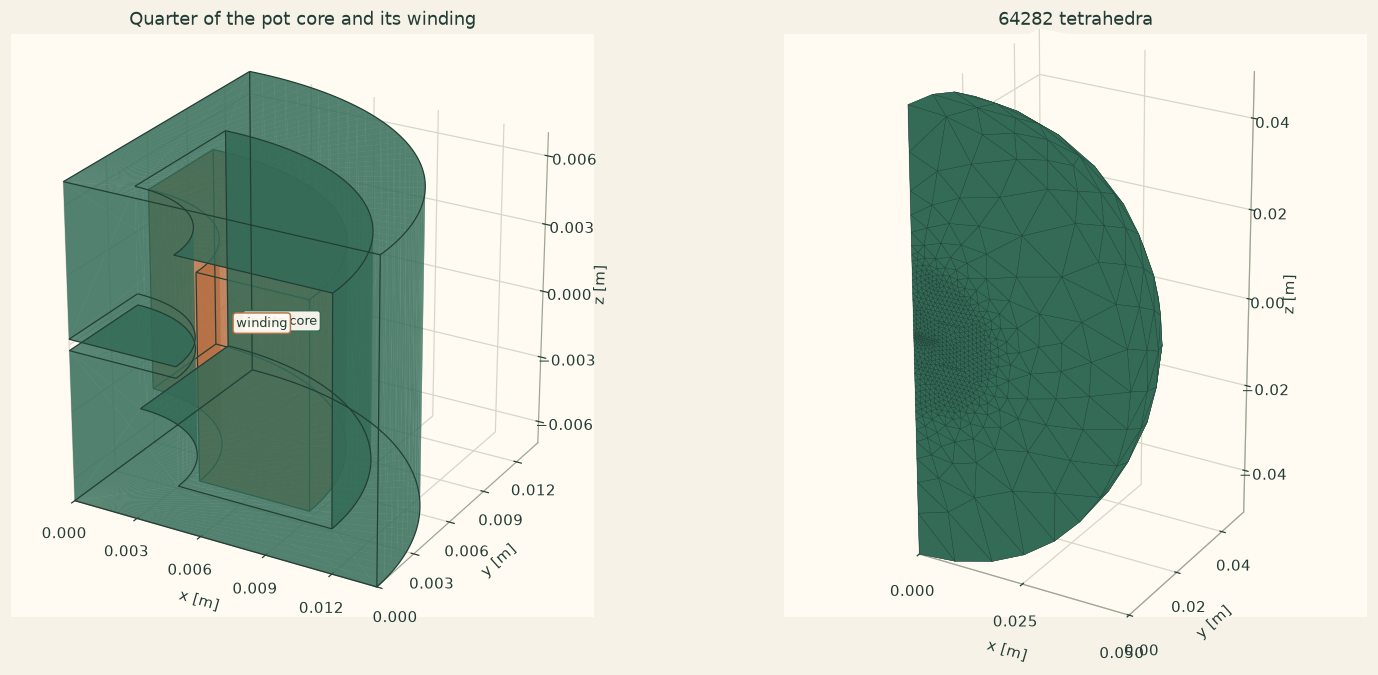 Quarter of the pot core and its winding
0.006
0.003
0.000
−0.003
−0.006
z [m]
winding
core
0.000
0.003
0.006
0.009
0.012
x [m]
0.000
0.003
0.006
0.009
0.012
y [m]
64282 tetrahedra
0.04
0.02
0.00
−0.02
−0.04
z [m]
0.000
0.025
0.050
x [m]
0.00
0.02
0.04
y [m]